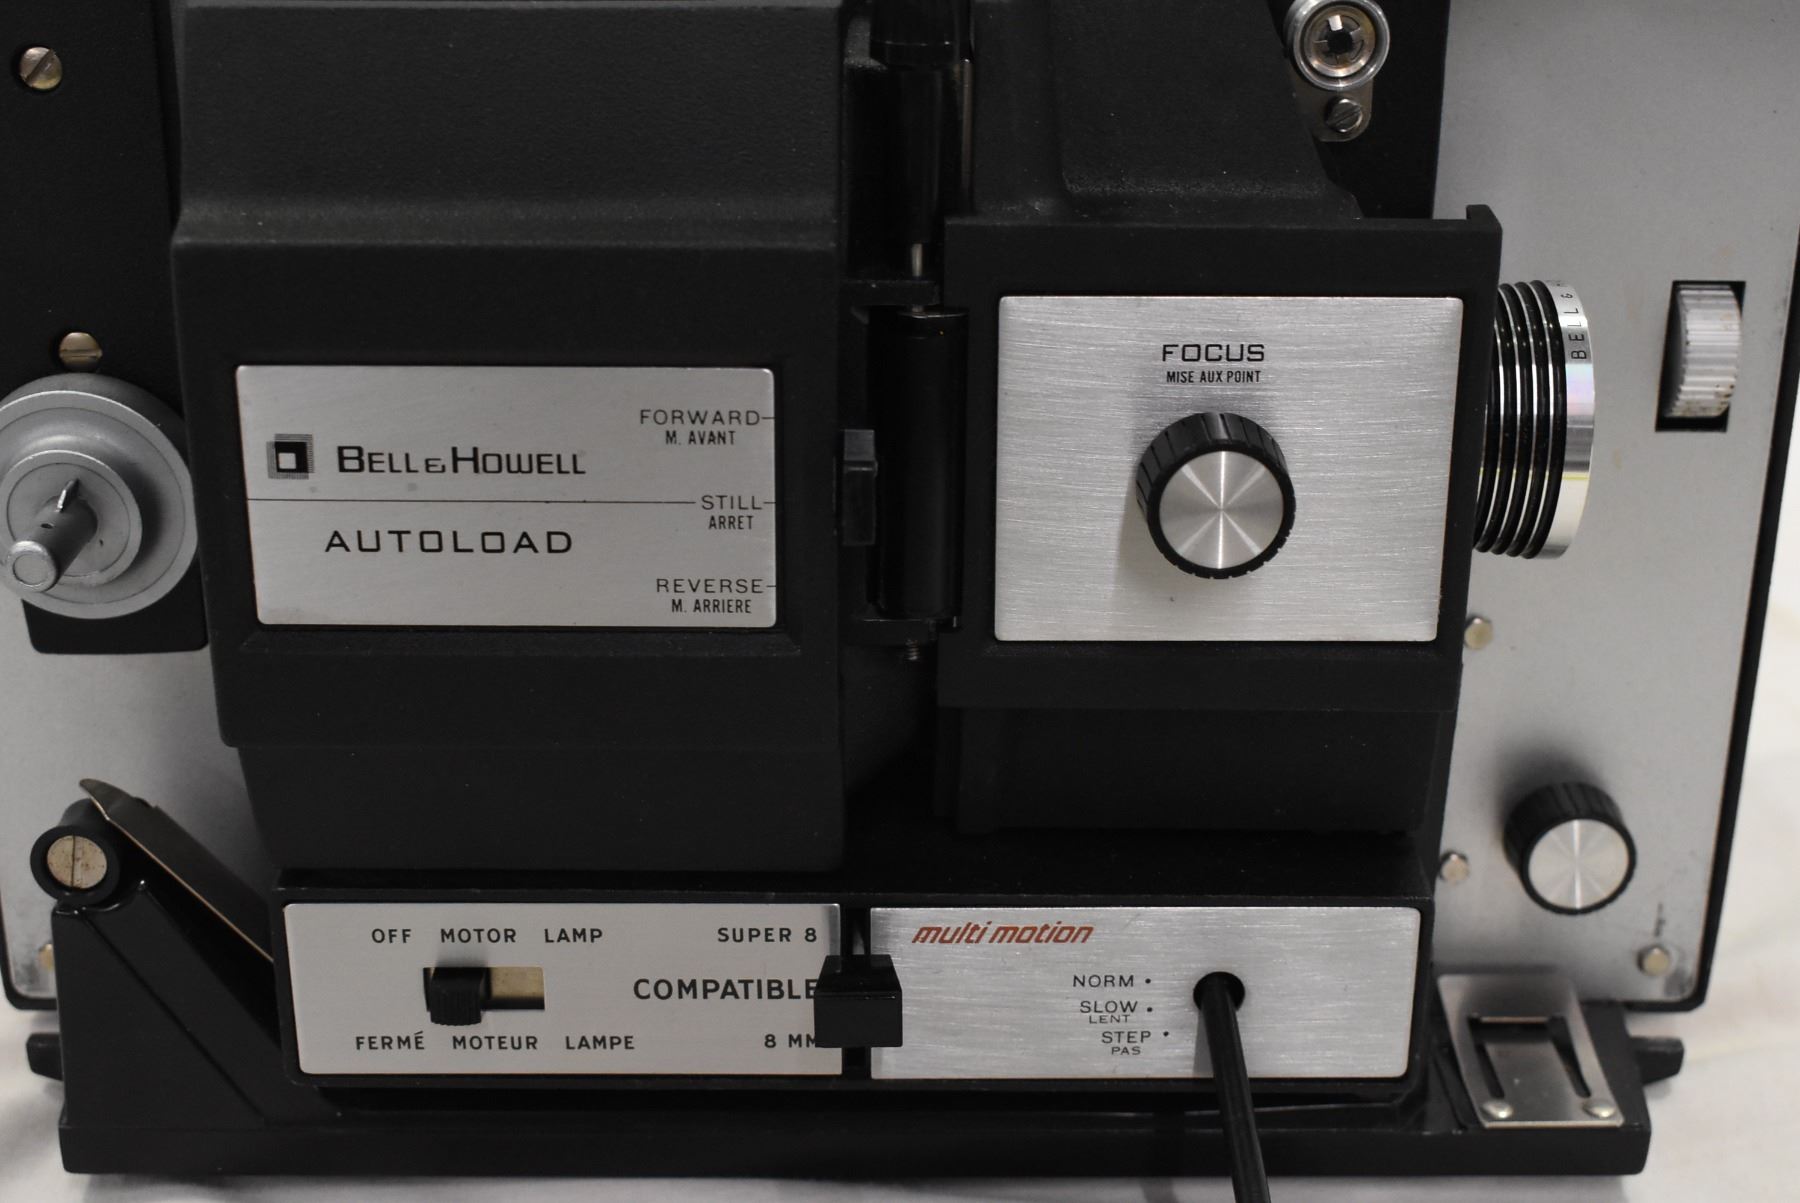 FORWARD
M. AVANT
BELL & HOWELL
STILL
ARRET
AUTOLOAD
REVERSE
M. ARRIERE
FOCUS
MISE AUX POINT
BELL &
OFF MOTOR LAMP
SUPER 8
COMPATIBLE
FERMÉ MOTEUR LAMPE
8 MM
multi motion
NORM
SLOW
LENT
STEP
PAS